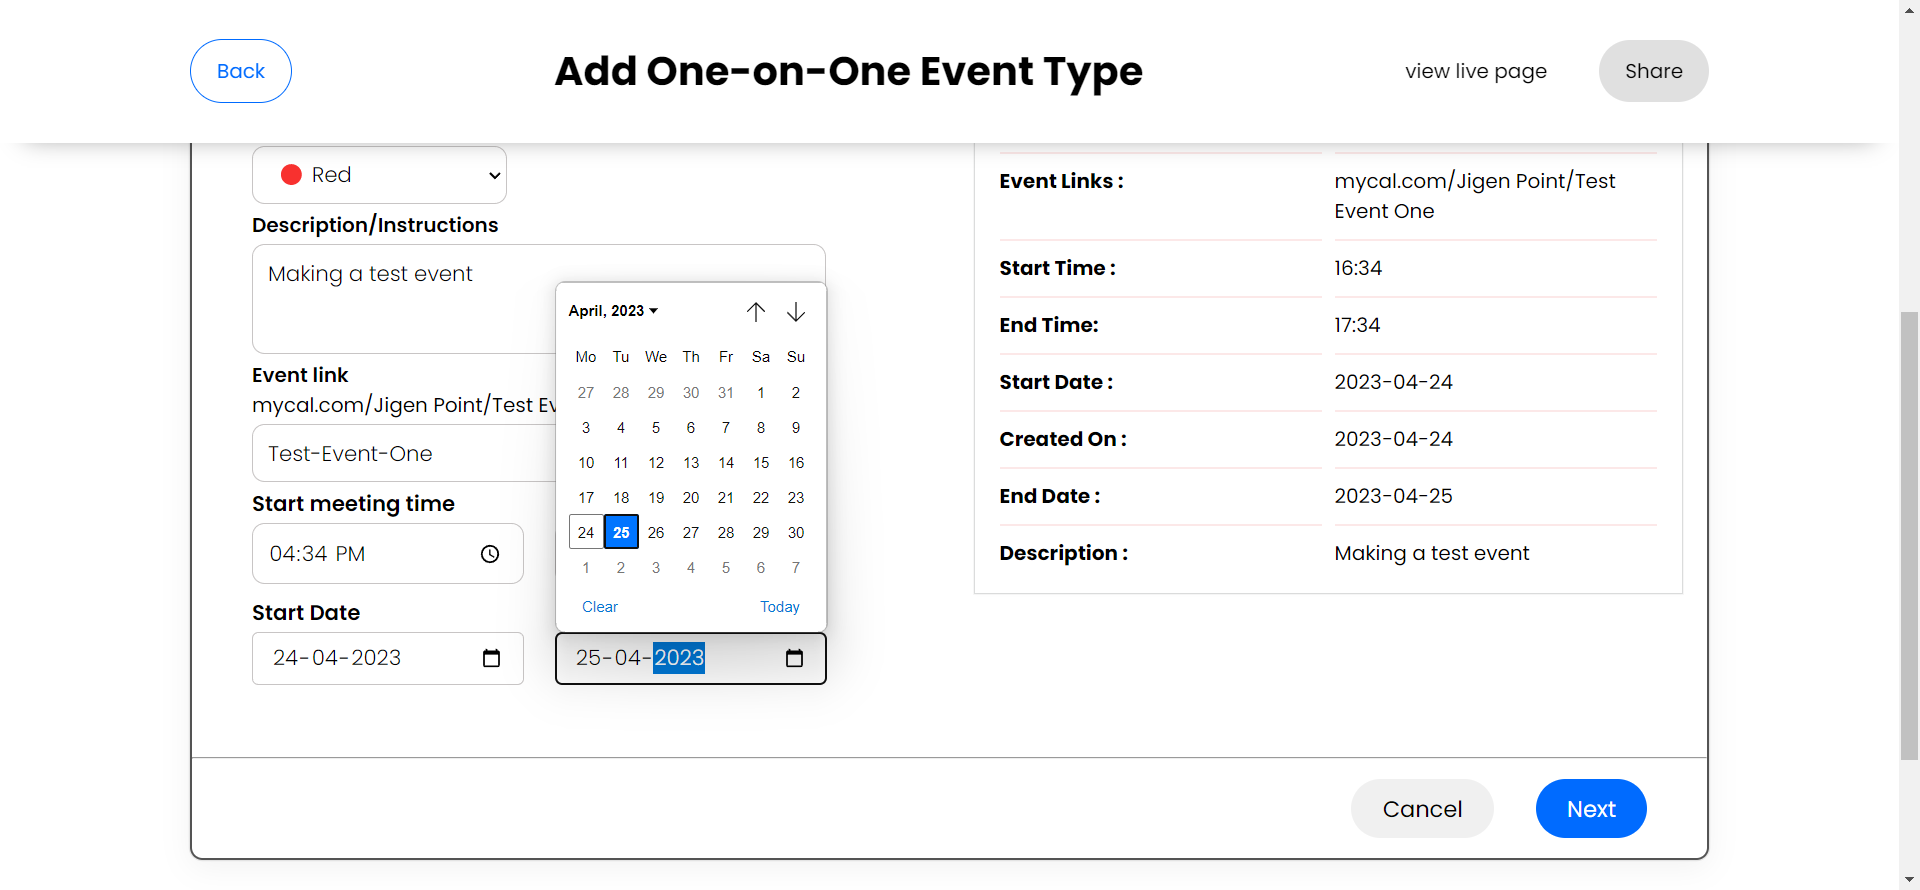 Back
Add One-on-One Event Type
view live page
Share
Red
Description/Instructions
Making a test event
Event link
mycal.com/Jigen Point/Test Ev
Test-Event-One
Start meeting time
04:34 PM
Start Date
24-04-2023
April, 2023
Mo Tu We Th Fr Sa Su
27 28 29 30 31 1 2
3 4 5 6 7 8 9
10 11 12 13 14 15 16
17 18 19 20 21 22 23
24 25 26 27 28 29 30
1 2 3 4 5 6 7
Clear Today
25-04-2023
Event Links : mycal.com/Jigen Point/Test
Event One
Start Time : 16:34
End Time: 17:34
Start Date : 2023-04-24
Created On : 2023-04-24
End Date : 2023-04-25
Description : Making a test event
Cancel
Next